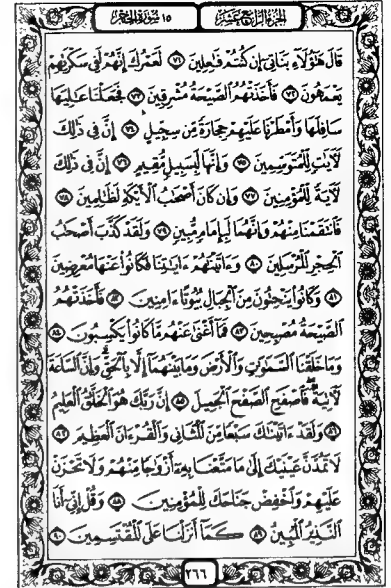 الجزء الرابع عشر
١٥ سورة الحجر
قَالَ هَٰٓؤُلَآءِ بَنَاتِىٓ إِن كُنتُمْ فَٰعِلِينَ ٧١ لَعَمْرُكَ إِنَّهُمْ لَفِى سَكْرَتِهِمْ
يَعْمَهُونَ ٧٢ فَأَخَذَتْهُمُ ٱلصَّيْحَةُ مُشْرِقِينَ ٧٣ فَجَعَلْنَا عَٰلِيَهَا
سَافِلَهَا وَأَمْطَرْنَا عَلَيْهِمْ حِجَارَةً مِّن سِجِّيلٍ ٧٤ إِنَّ فِى ذَٰلِكَ
لَءَايَٰتٍ لِّلْمُتَوَسِّمِينَ ٧٥ وَإِنَّهَا لَبِسَبِيلٍ مُّقِيمٍ ٧٦ إِنَّ فِى ذَٰلِكَ
لَءَايَةً لِّلْمُؤْمِنِينَ ٧٧ وَإِن كَانَ أَصْحَٰبُ ٱلْأَيْكَةِ لَظَٰلِمِينَ ٧٨
فَٱنتَقَمْنَا مِنْهُمْ وَإِنَّهُمَا لَبِإِمَامٍ مُّبِينٍ ٧٩ وَلَقَدْ كَذَّبَ أَصْحَٰبُ
ٱلْحِجْرِ ٱلْمُرْسَلِينَ ٨٠ وَءَاتَيْنَٰهُمْ ءَايَٰتِنَا فَكَانُوا۟ عَنْهَا مُعْرِضِينَ
٨١ وَكَانُوا۟ يَنْحِتُونَ مِنَ ٱلْجِبَالِ بُيُوتًا ءَامِنِينَ ٨٢ فَأَخَذَتْهُمُ
ٱلصَّيْحَةُ مُصْبِحِينَ ٨٣ فَمَآ أَغْنَىٰ عَنْهُم مَّا كَانُوا۟ يَكْسِبُونَ ٨٤
وَمَا خَلَقْنَا ٱلسَّمَٰوَٰتِ وَٱلْأَرْضَ وَمَا بَيْنَهُمَآ إِلَّا بِٱلْحَقِّ ۗ وَإِنَّ ٱلسَّاعَةَ
لَءَاتِيَةٌ ۖ فَٱصْفَحِ ٱلصَّفْحَ ٱلْجَمِيلَ ٨٥ إِنَّ رَبَّكَ هُوَ ٱلْخَلَّٰقُ ٱلْعَلِيمُ
٨٦ وَلَقَدْ ءَاتَيْنَٰكَ سَبْعًا مِّنَ ٱلْمَثَانِى وَٱلْقُرْءَانَ ٱلْعَظِيمَ ٨٧
لَا تَمُدَّنَّ عَيْنَيْكَ إِلَىٰ مَا مَتَّعْنَا بِهِۦٓ أَزْوَٰجًا مِّنْهُمْ وَلَا تَحْزَنْ
عَلَيْهِمْ وَٱخْفِضْ جَنَاحَكَ لِلْمُؤْمِنِينَ ٨٨ وَقُلْ إِنِّىٓ أَنَا
ٱلنَّذِيرُ ٱلْمُبِينُ ٨٩ كَمَآ أَنزَلْنَا عَلَى ٱلْمُقْتَسِمِينَ ٩٠
٢٦٦